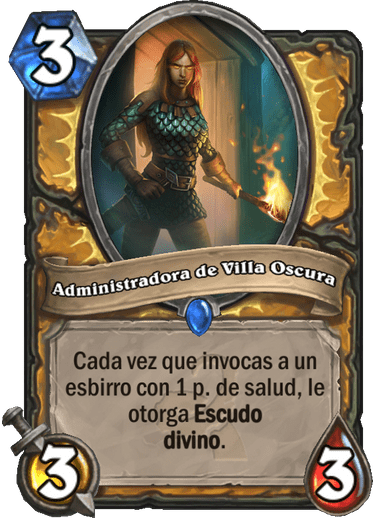 3
Administradora de Villa Oscura
Cada vez que invocas a un
esbirro con 1 p. de salud, le
otorga Escudo
divino.
3
3